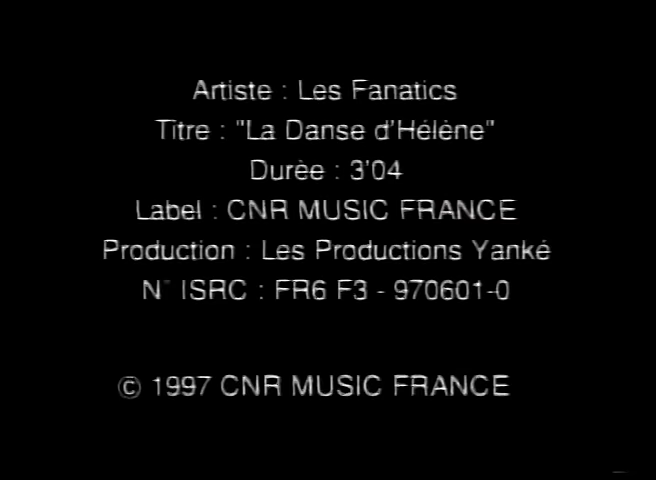 Artiste : Les Fanatics
Titre : "La Danse d'Hélène"
Durée : 3'04
Label : CNR MUSIC FRANCE
Production : Les Productions Yanké
N° ISRC : FR6 F3 - 970601-0
© 1997 CNR MUSIC FRANCE